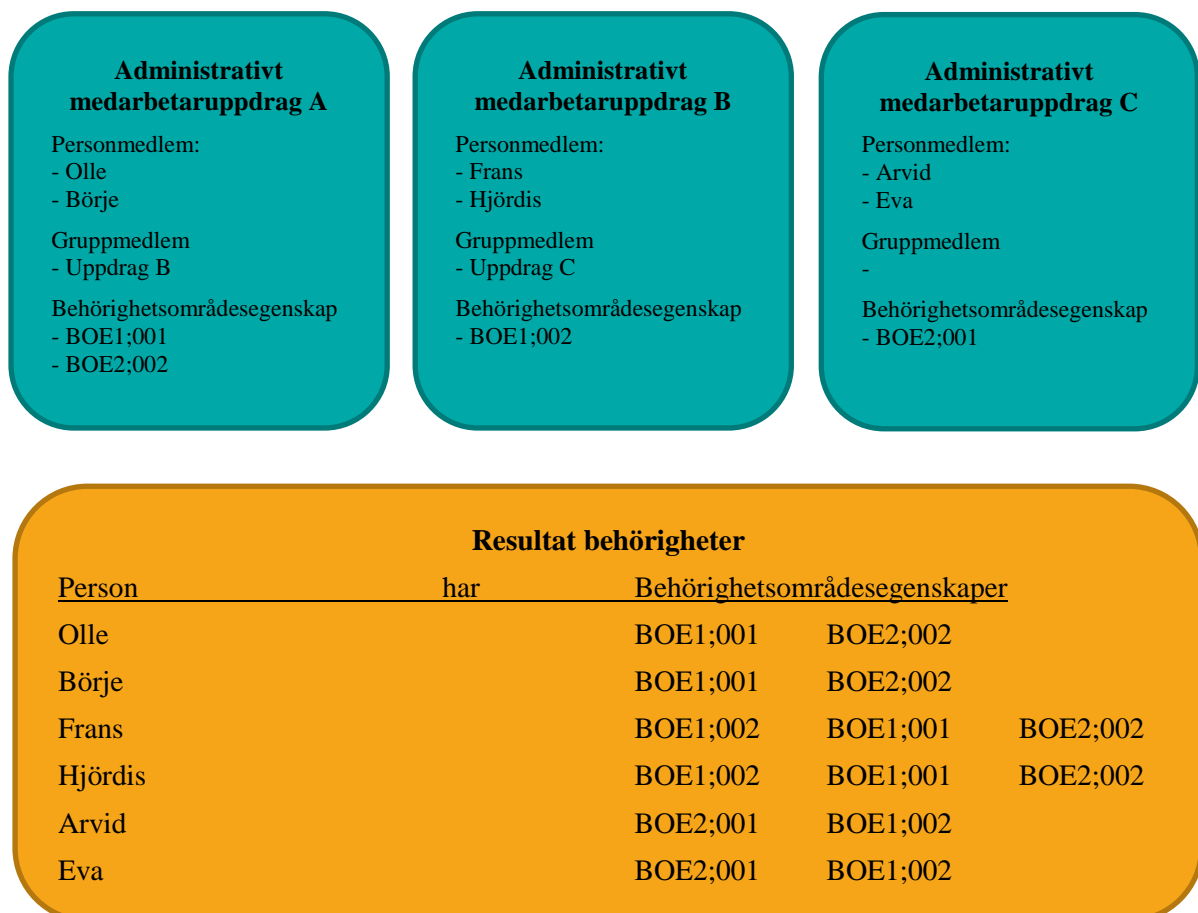 Administrativt
medarbetaruppdrag A
Personmedlem:
- Olle
- Börje
Gruppmedlem
- Uppdrag B
Behörighetsområdesegenskap
- BOE1;001
- BOE2;002
Administrativt
medarbetaruppdrag B
Personmedlem:
- Frans
- Hjördis
Gruppmedlem
- Uppdrag C
Behörighetsområdesegenskap
- BOE1;002
Administrativt
medarbetaruppdrag C
Personmedlem:
- Arvid
- Eva
Gruppmedlem
-
Behörighetsområdesegenskap
- BOE2;001
Resultat behörigheter
Person har Behörighetsområdesegenskaper
Olle BOE1;001 BOE2;002
Börje BOE1;001 BOE2;002
Frans BOE1;002 BOE1;001 BOE2;002
Hjördis BOE1;002 BOE1;001 BOE2;002
Arvid BOE2;001 BOE1;002
Eva BOE2;001 BOE1;002